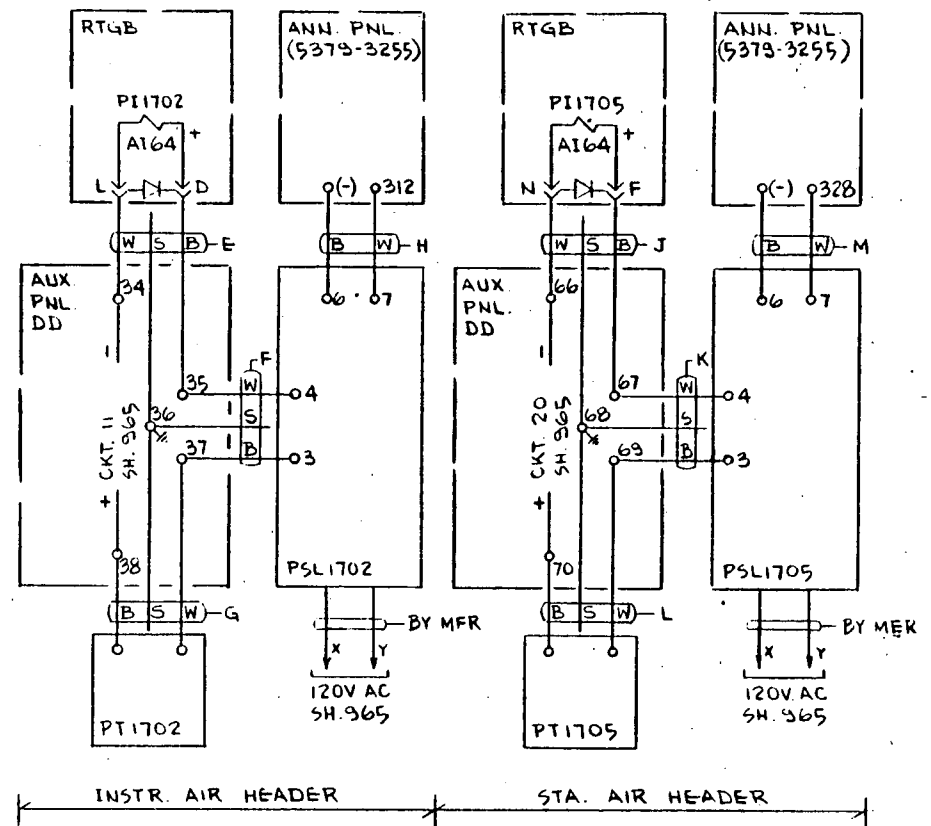 RTGB
ANN. PNL.
(5379-3255)
RTGB
ANN. PNL.
(5379-3255)
PI1702
+
AI64
L
D
(-)
312
PI1705
+
AI64
N
F
(-)
328
W S B
E
B W
H
W S B
J
B W
M
AUX.
PNL.
DD
34
6
7
AUX.
PNL.
DD
66
6
7
-
F
35
W
4
36
S
37
B
3
+ CKT. 11
SH. 965
38
-
K
67
W
4
68
S
69
B
3
+ CKT. 20
SH. 965
70
PSL1702
PSL1705
B S W
G
BY MFR
B S W
L
BY MFR
X
Y
X
Y
PT1702
120V AC
SH. 965
PT1705
120V. AC
SH. 965
INSTR. AIR HEADER
STA. AIR HEADER